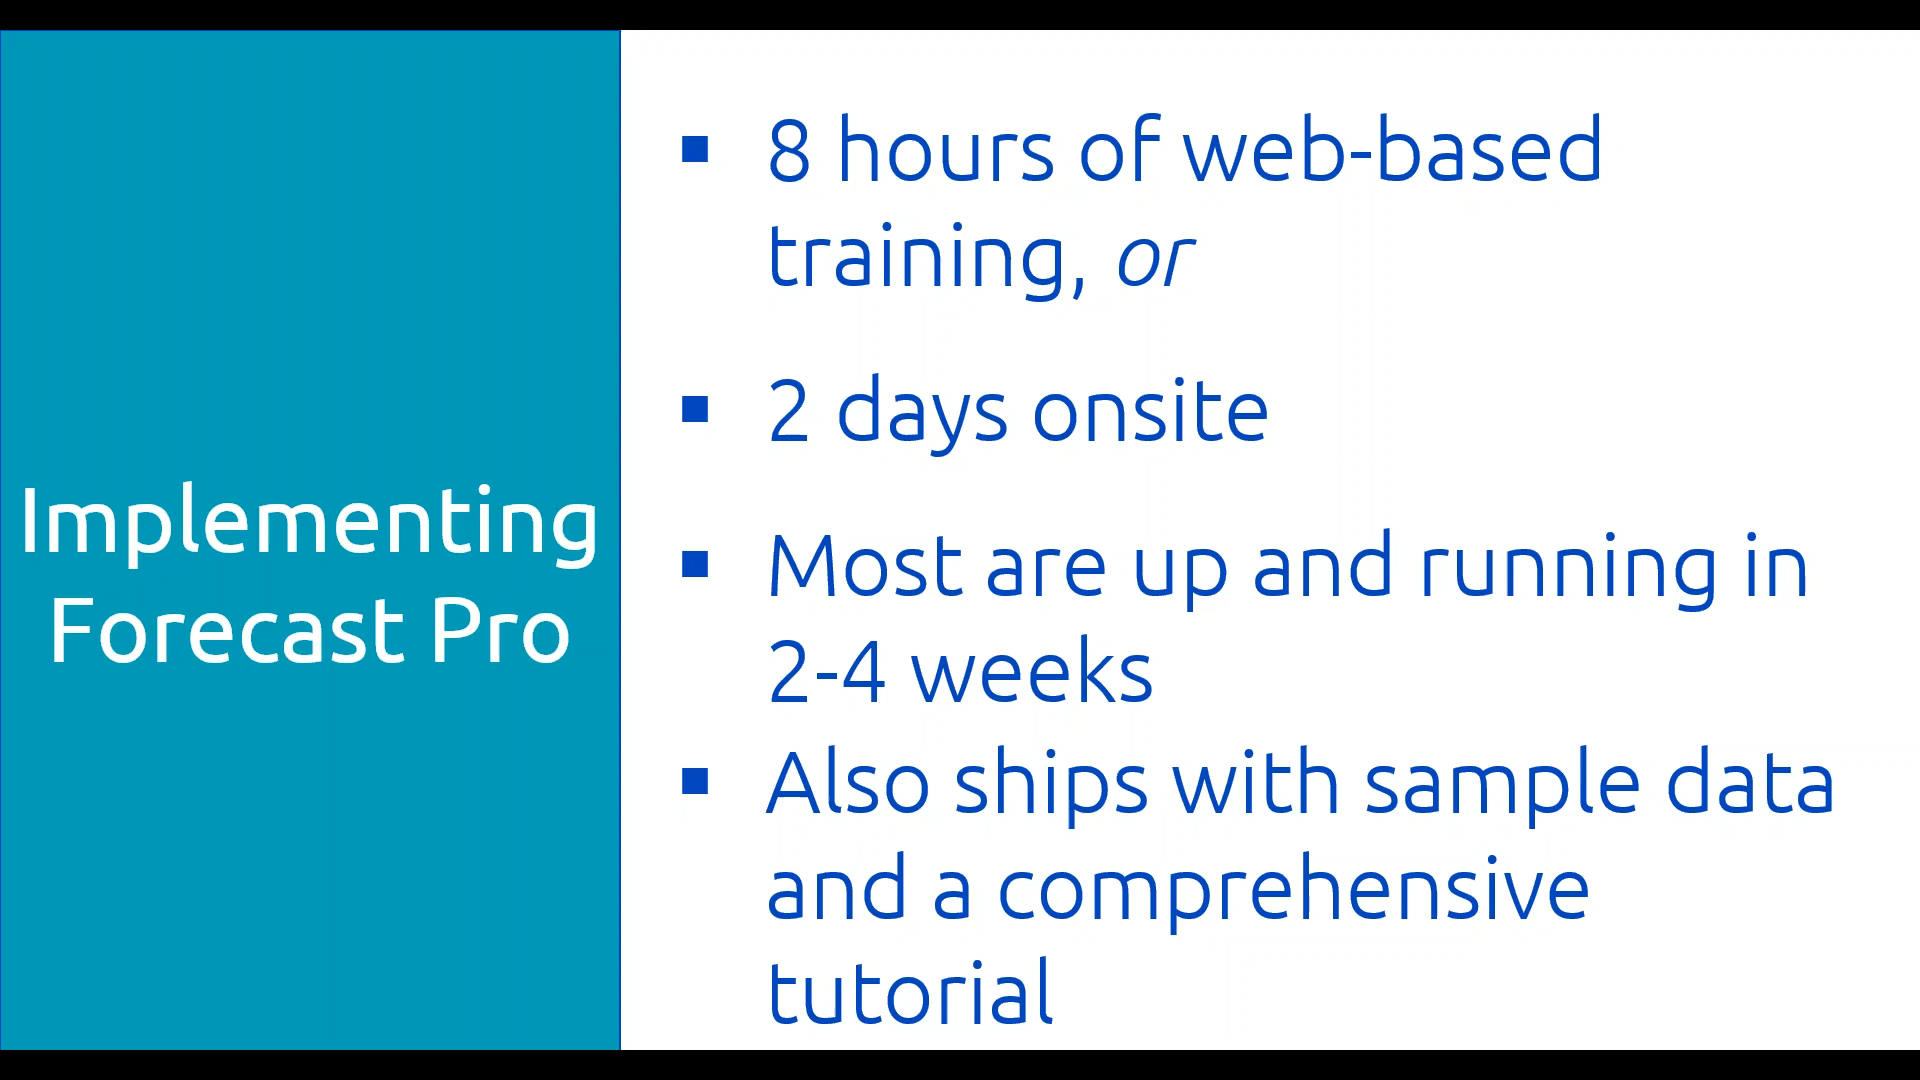 Implementing
Forecast Pro
▪ 8 hours of web-based
training, or
▪ 2 days onsite
▪ Most are up and running in
2-4 weeks
▪ Also ships with sample data
and a comprehensive
tutorial